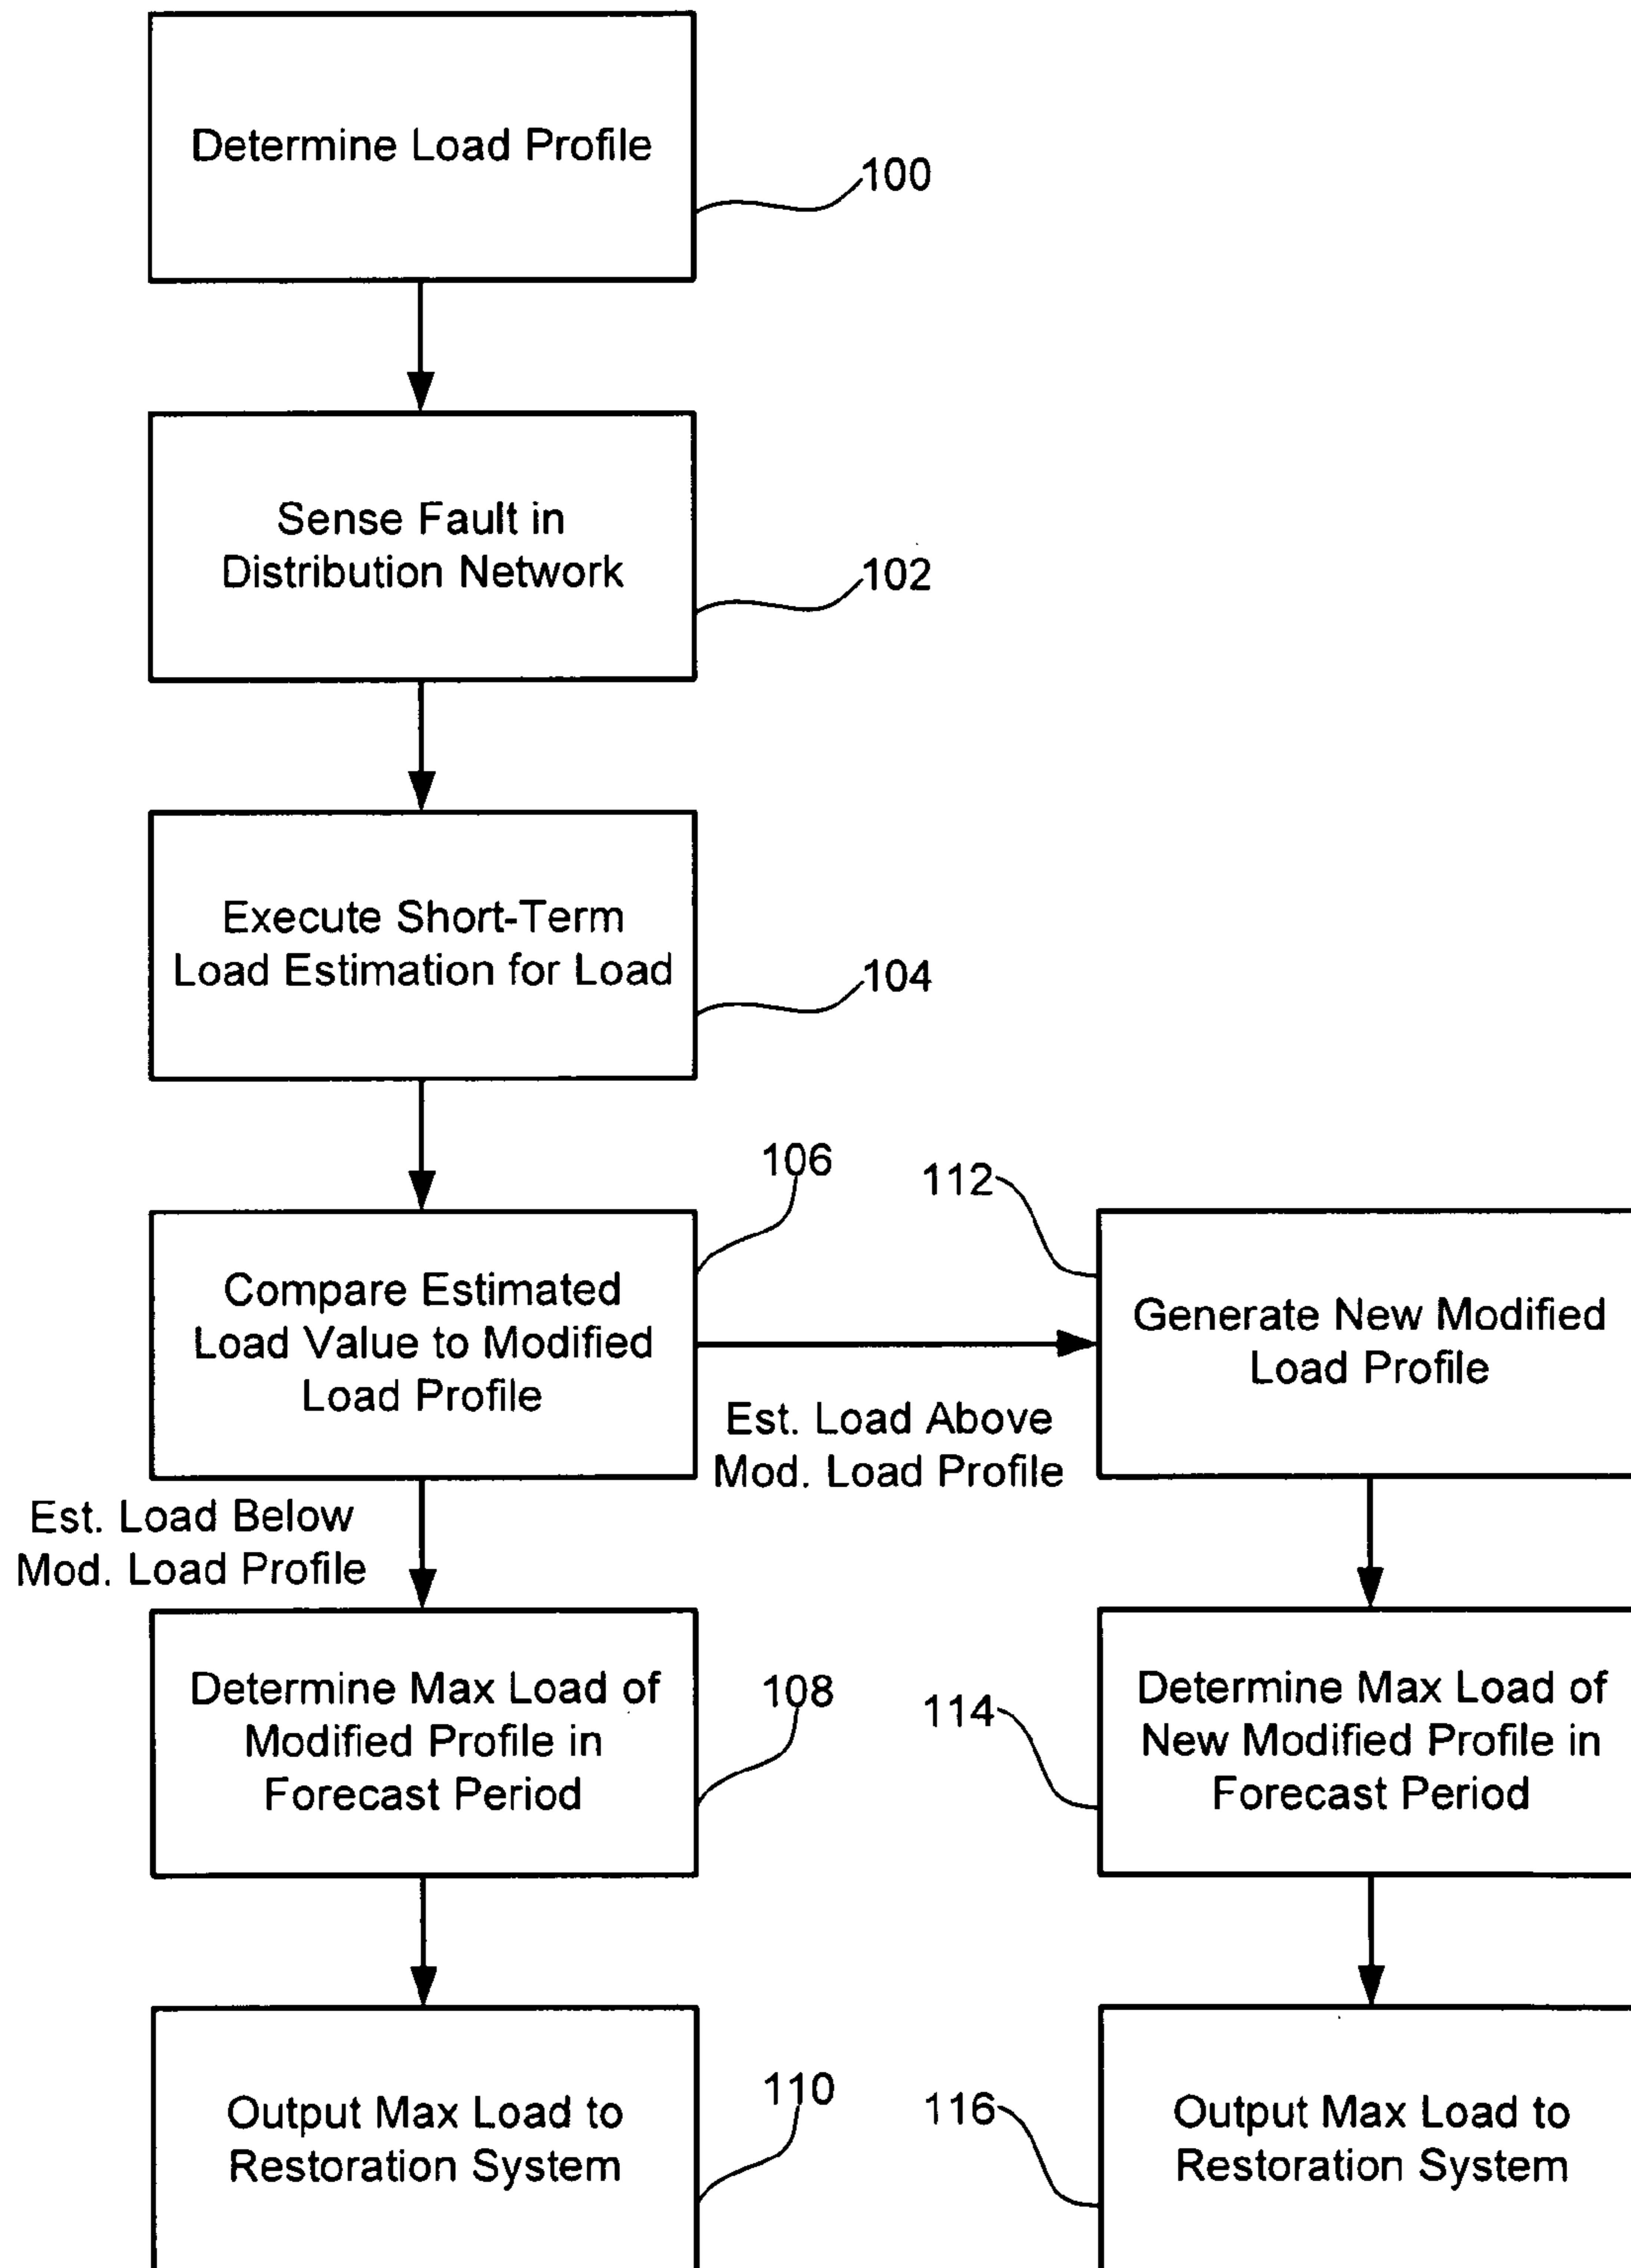 Determine Load Profile
100
Sense Fault in
Distribution Network
102
Execute Short-Term
Load Estimation for Load
104
106
Compare Estimated
Load Value to Modified
Load Profile
112
Generate New Modified
Load Profile
Est. Load Above
Mod. Load Profile
Est. Load Below
Mod. Load Profile
Determine Max Load of
Modified Profile in
Forecast Period
108
114
Determine Max Load of
New Modified Profile in
Forecast Period
Output Max Load to
Restoration System
110
116
Output Max Load to
Restoration System